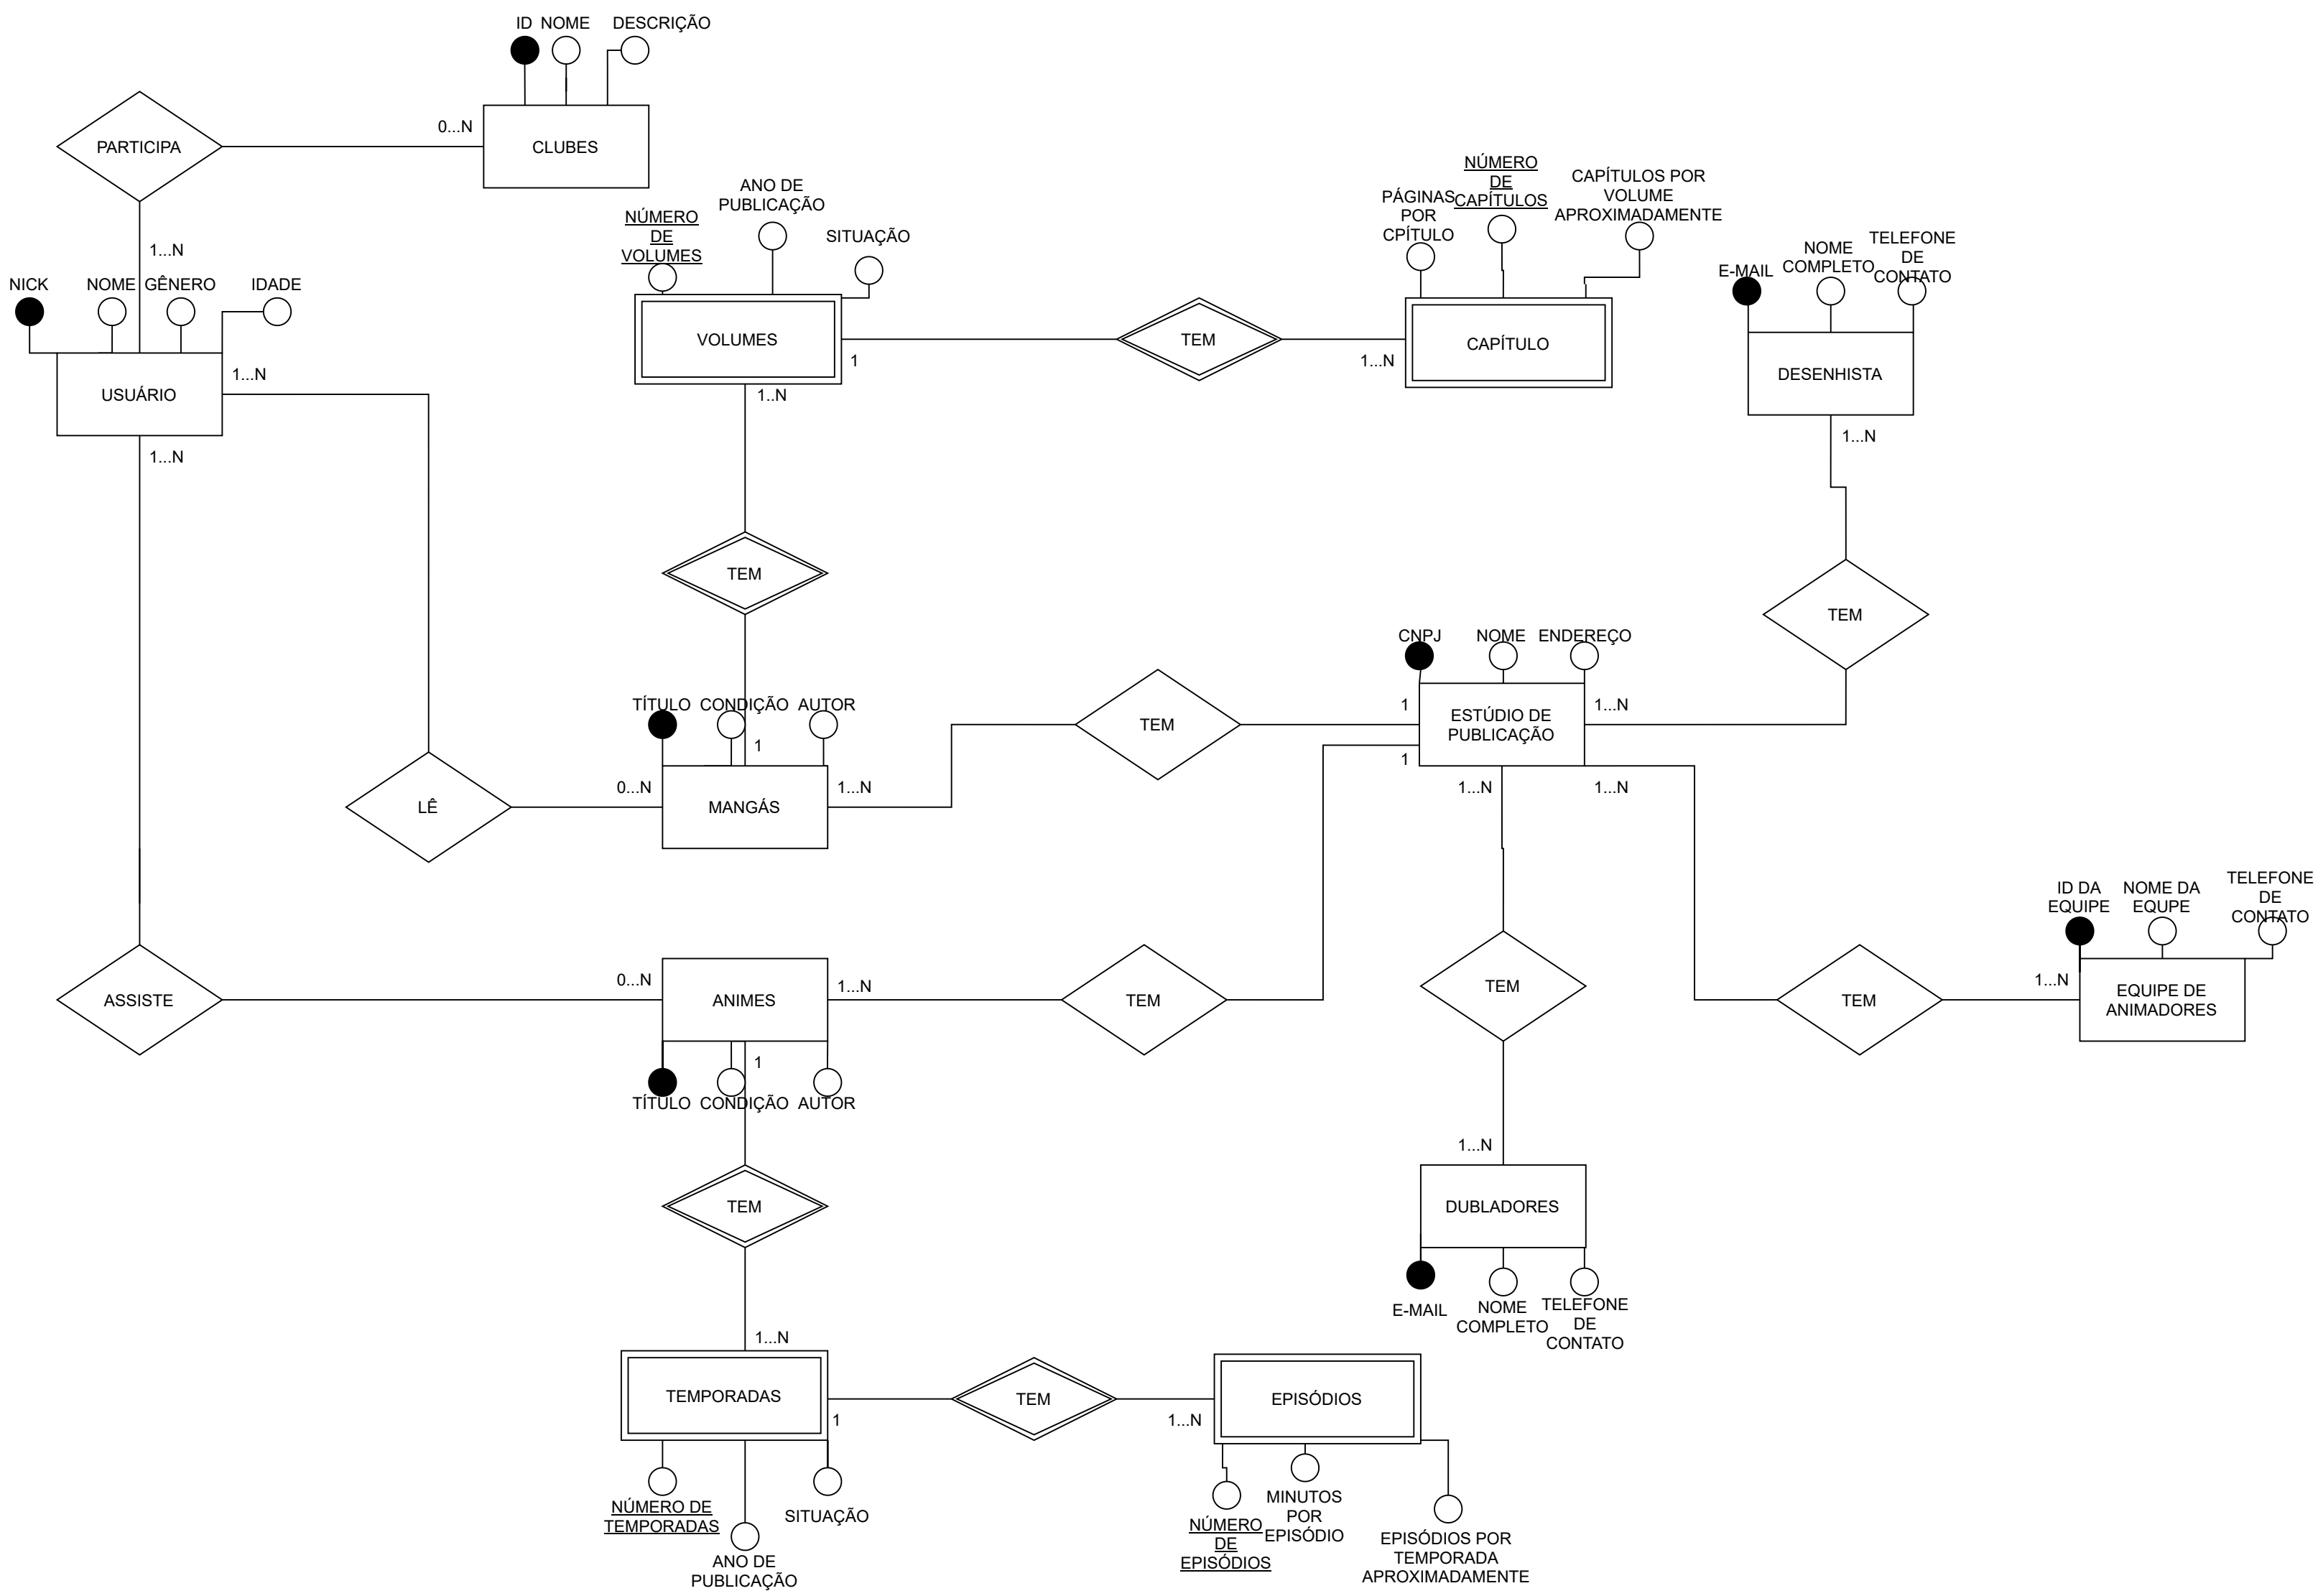 ID
NOME
DESCRIÇÃO
PARTICIPA
0...N
CLUBES
1...N
NICK
NOME
GÊNERO
IDADE
USUÁRIO
1...N
1...N
NÚMERO
DE
VOLUMES
ANO DE
PUBLICAÇÃO
SITUAÇÃO
VOLUMES
1
1..N
TEM
1...N
PÁGINAS
POR
CPÍTULO
NÚMERO
DE
CAPÍTULOS
CAPÍTULOS POR
VOLUME
APROXIMADAMENTE
CAPÍTULO
E-MAIL
NOME
COMPLETO
TELEFONE
DE
CONTATO
DESENHISTA
1...N
TEM
TEM
TÍTULO
CONDIÇÃO
AUTOR
1
LÊ
0...N
MANGÁS
1...N
TEM
CNPJ
NOME
ENDEREÇO
1
ESTÚDIO DE
PUBLICAÇÃO
1...N
1
1...N
1...N
ASSISTE
0...N
ANIMES
1...N
TEM
TEM
TEM
1...N
ID DA
EQUIPE
NOME DA
EQUPE
TELEFONE
DE
CONTATO
EQUIPE DE
ANIMADORES
1
TÍTULO
CONDIÇÃO
AUTOR
TEM
1...N
DUBLADORES
E-MAIL
NOME
COMPLETO
TELEFONE
DE
CONTATO
1...N
TEMPORADAS
1
TEM
1...N
EPISÓDIOS
NÚMERO DE
TEMPORADAS
ANO DE
PUBLICAÇÃO
SITUAÇÃO
NÚMERO
DE
EPISÓDIOS
MINUTOS
POR
EPISÓDIO
EPISÓDIOS POR
TEMPORADA
APROXIMADAMENTE